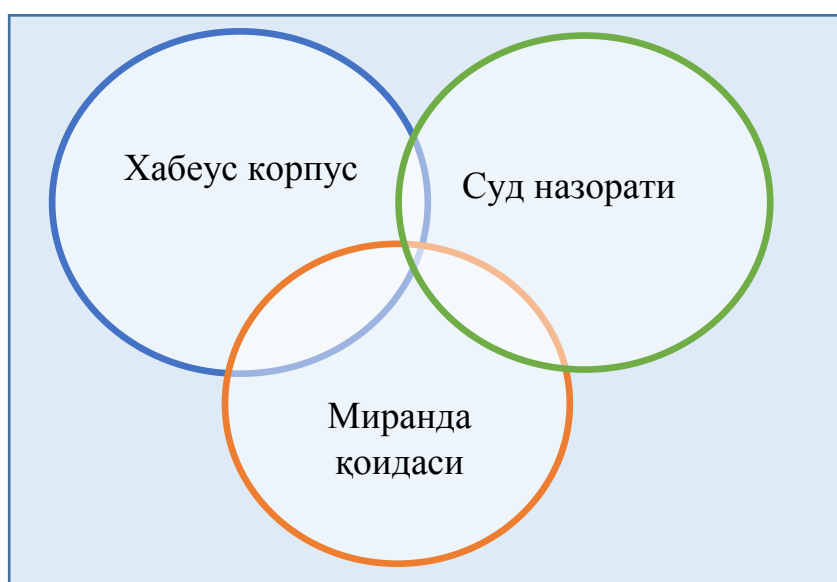 Хабеус корпус
Суд назорати
Миранда
қоидаси